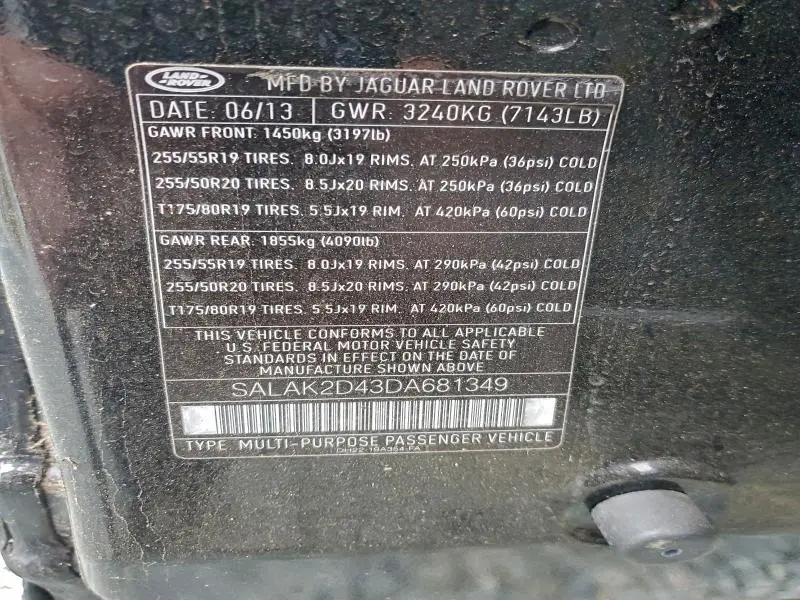 LAND-ROVER
MFD BY JAGUAR LAND ROVER LTD
DATE: 06/13 GWR: 3240KG (7143LB)
GAWR FRONT: 1450kg (3197lb)
255/55R19 TIRES. 8.0Jx19 RIMS. AT 250kPa (36psi) COLD
255/50R20 TIRES. 8.5Jx20 RIMS. AT 250kPa (36psi) COLD
T175/80R19 TIRES. 5.5Jx19 RIM. AT 420kPa (60psi) COLD
GAWR REAR: 1855kg (4090lb)
255/55R19 TIRES. 8.0Jx19 RIMS. AT 290kPa (42psi) COLD
255/50R20 TIRES. 8.5Jx20 RIMS. AT 290kPa (42psi) COLD
T175/80R19 TIRES. 5.5Jx19 RIM. AT 420kPa (60psi) COLD
THIS VEHICLE CONFORMS TO ALL APPLICABLE
U.S. FEDERAL MOTOR VEHICLE SAFETY
STANDARDS IN EFFECT ON THE DATE OF
MANUFACTURE SHOWN ABOVE
SALAK2D43DA681349
TYPE: MULTI-PURPOSE PASSENGER VEHICLE
DH22-19A354-FA